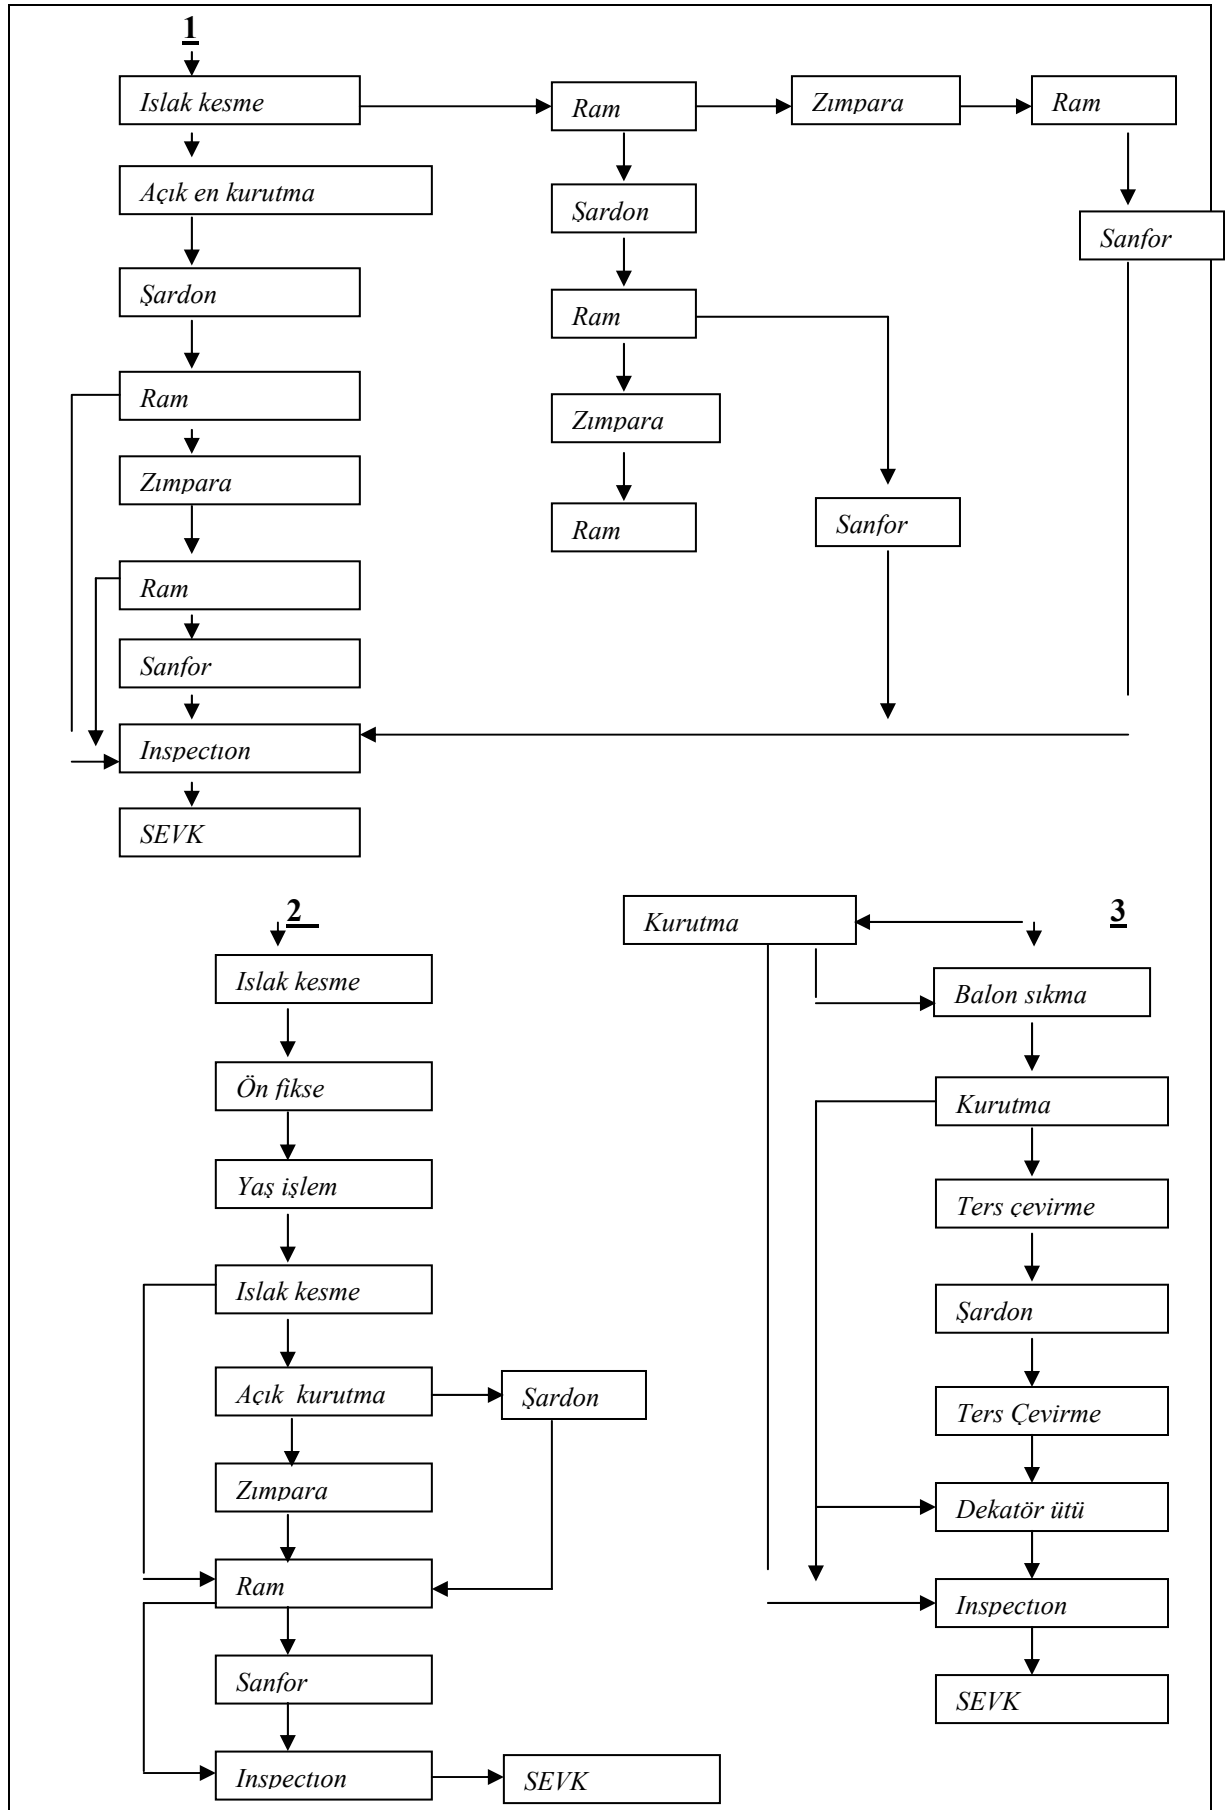 1
Islak kesme
Ram
Zımpara
Ram
Açık en kurutma
Şardon
Sanfor
Şardon
Ram
Ram
Zımpara
Zımpara
Sanfor
Ram
Ram
Sanfor
Inspectıon
SEVK
2
Islak kesme
Ön fikse
Yaş işlem
Islak kesme
Açık kurutma
Şardon
Zımpara
Ram
Sanfor
Inspectıon
SEVK
3
Kurutma
Balon sıkma
Kurutma
Ters çevirme
Şardon
Ters Çevirme
Dekatör ütü
Inspectıon
SEVK